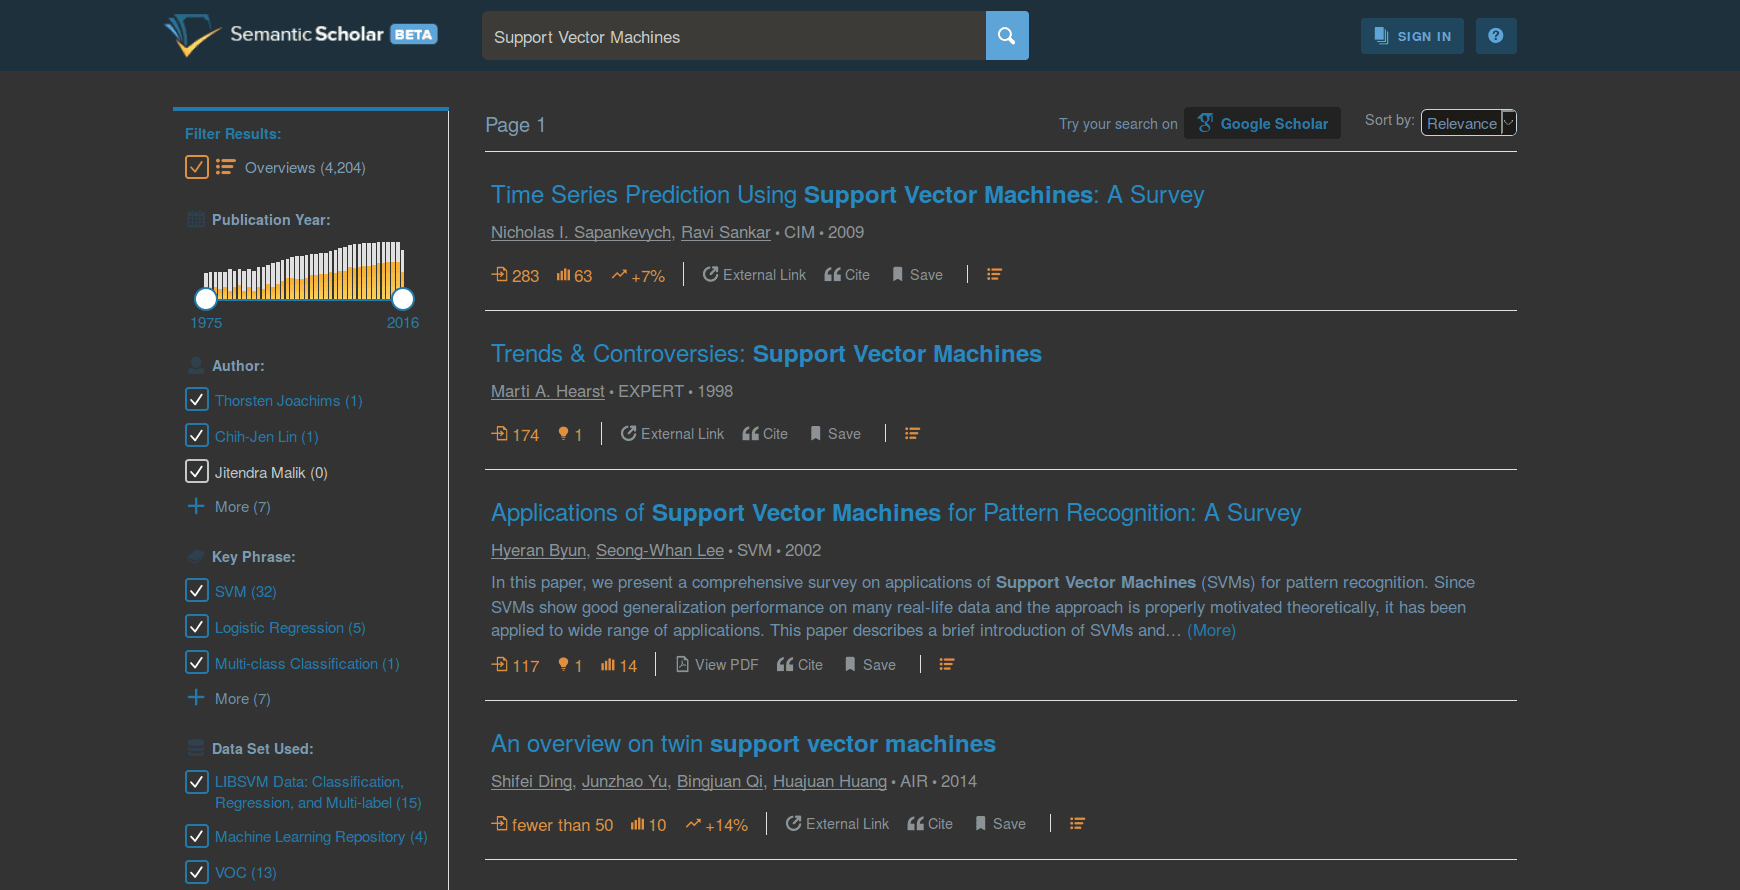 Semantic Scholar BETA
Support Vector Machines
SIGN IN
?
Filter Results:
Overviews (4,204)
Publication Year:
1975 2016
Author:
Thorsten Joachims (1)
Chih-Jen Lin (1)
Jitendra Malik (0)
More (7)
Key Phrase:
SVM (32)
Logistic Regression (5)
Multi-class Classification (1)
More (7)
Data Set Used:
LIBSVM Data: Classification,
Regression, and Multi-label (15)
Machine Learning Repository (4)
VOC (13)
Page 1
Try your search on Google Scholar
Sort by: Relevance
Time Series Prediction Using Support Vector Machines: A Survey
Nicholas I. Sapankevych, Ravi Sankar • CIM • 2009
283 63 +7% External Link Cite Save
Trends & Controversies: Support Vector Machines
Marti A. Hearst • EXPERT • 1998
174 1 External Link Cite Save
Applications of Support Vector Machines for Pattern Recognition: A Survey
Hyeran Byun, Seong-Whan Lee • SVM • 2002
In this paper, we present a comprehensive survey on applications of Support Vector Machines (SVMs) for pattern recognition. Since
SVMs show good generalization performance on many real-life data and the approach is properly motivated theoretically, it has been
applied to wide range of applications. This paper describes a brief introduction of SVMs and… (More)
117 1 14 View PDF Cite Save
An overview on twin support vector machines
Shifei Ding, Junzhao Yu, Bingjuan Qi, Huajuan Huang • AIR • 2014
fewer than 50 10 +14% External Link Cite Save